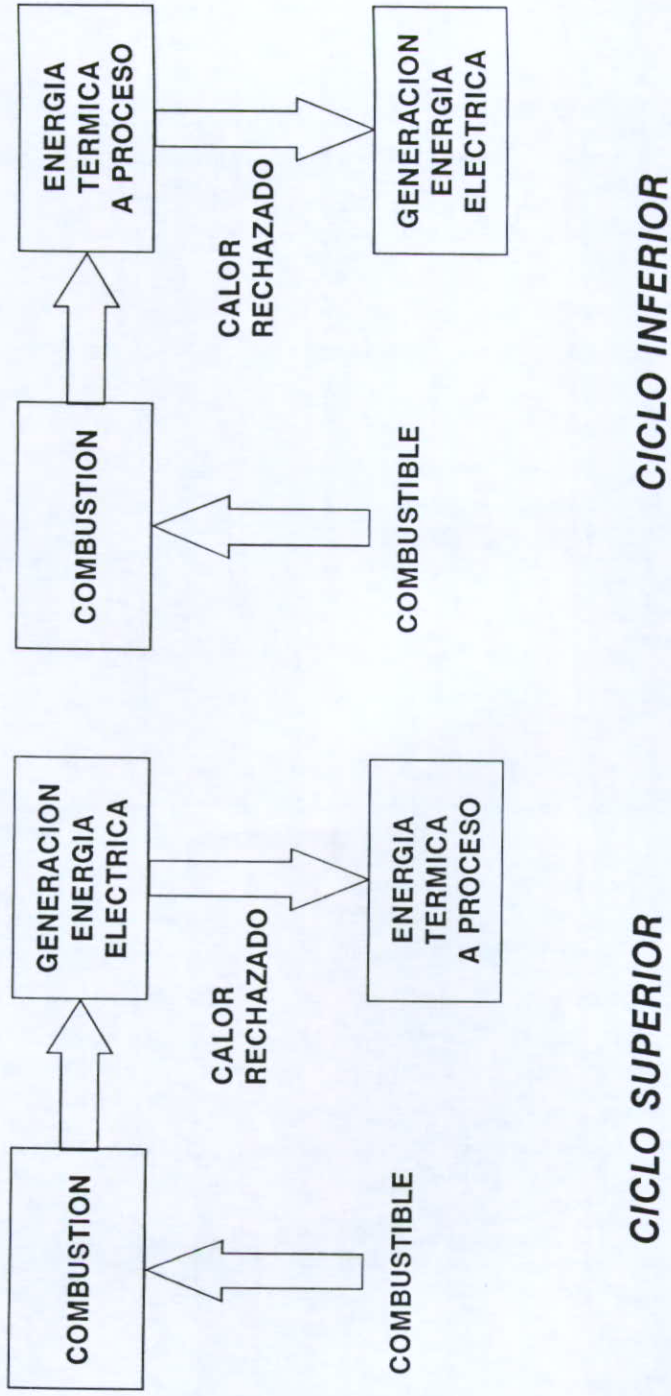 COMBUSTION
GENERACION
ENERGIA
ELECTRICA
CALOR
RECHAZADO
COMBUSTIBLE
ENERGIA
TERMICA
A PROCESO
CICLO SUPERIOR
COMBUSTION
ENERGIA
TERMICA
A PROCESO
CALOR
RECHAZADO
COMBUSTIBLE
GENERACION
ENERGIA
ELECTRICA
CICLO INFERIOR